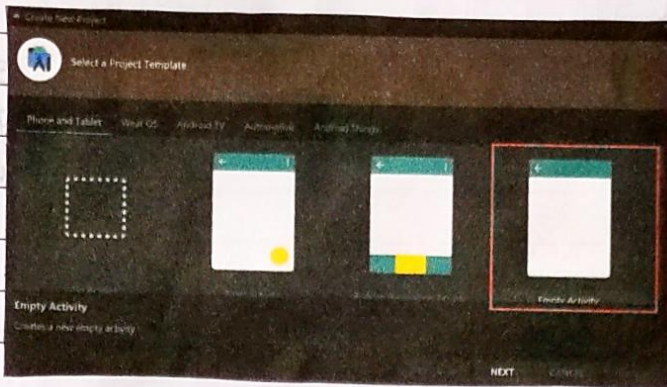 Create New Project
Select a Project Template
Phone and Tablet Wear OS Android TV Automotive Android Things
Empty Activity
Empty Activity
Creates a new empty activity
NEXT CANCEL